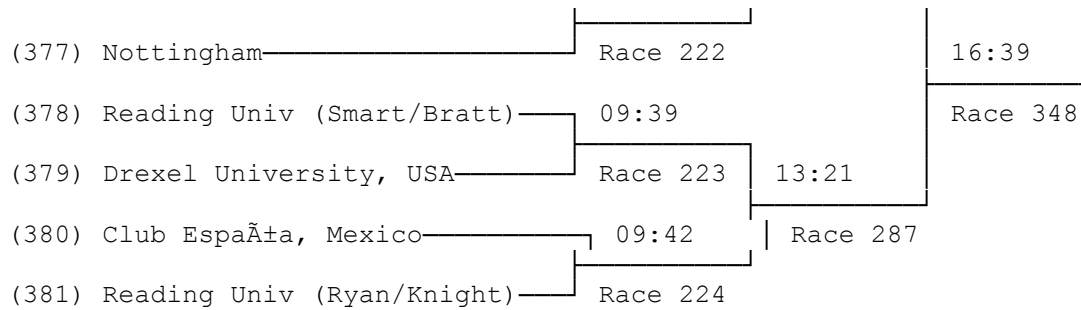 (377) Nottingham Race 222 16:39
(378) Reading Univ (Smart/Bratt) 09:39 Race 348
(379) Drexel University, USA Race 223 13:21
(380) Club EspaÃ±a, Mexico 09:42 Race 287
(381) Reading Univ (Ryan/Knight) Race 224